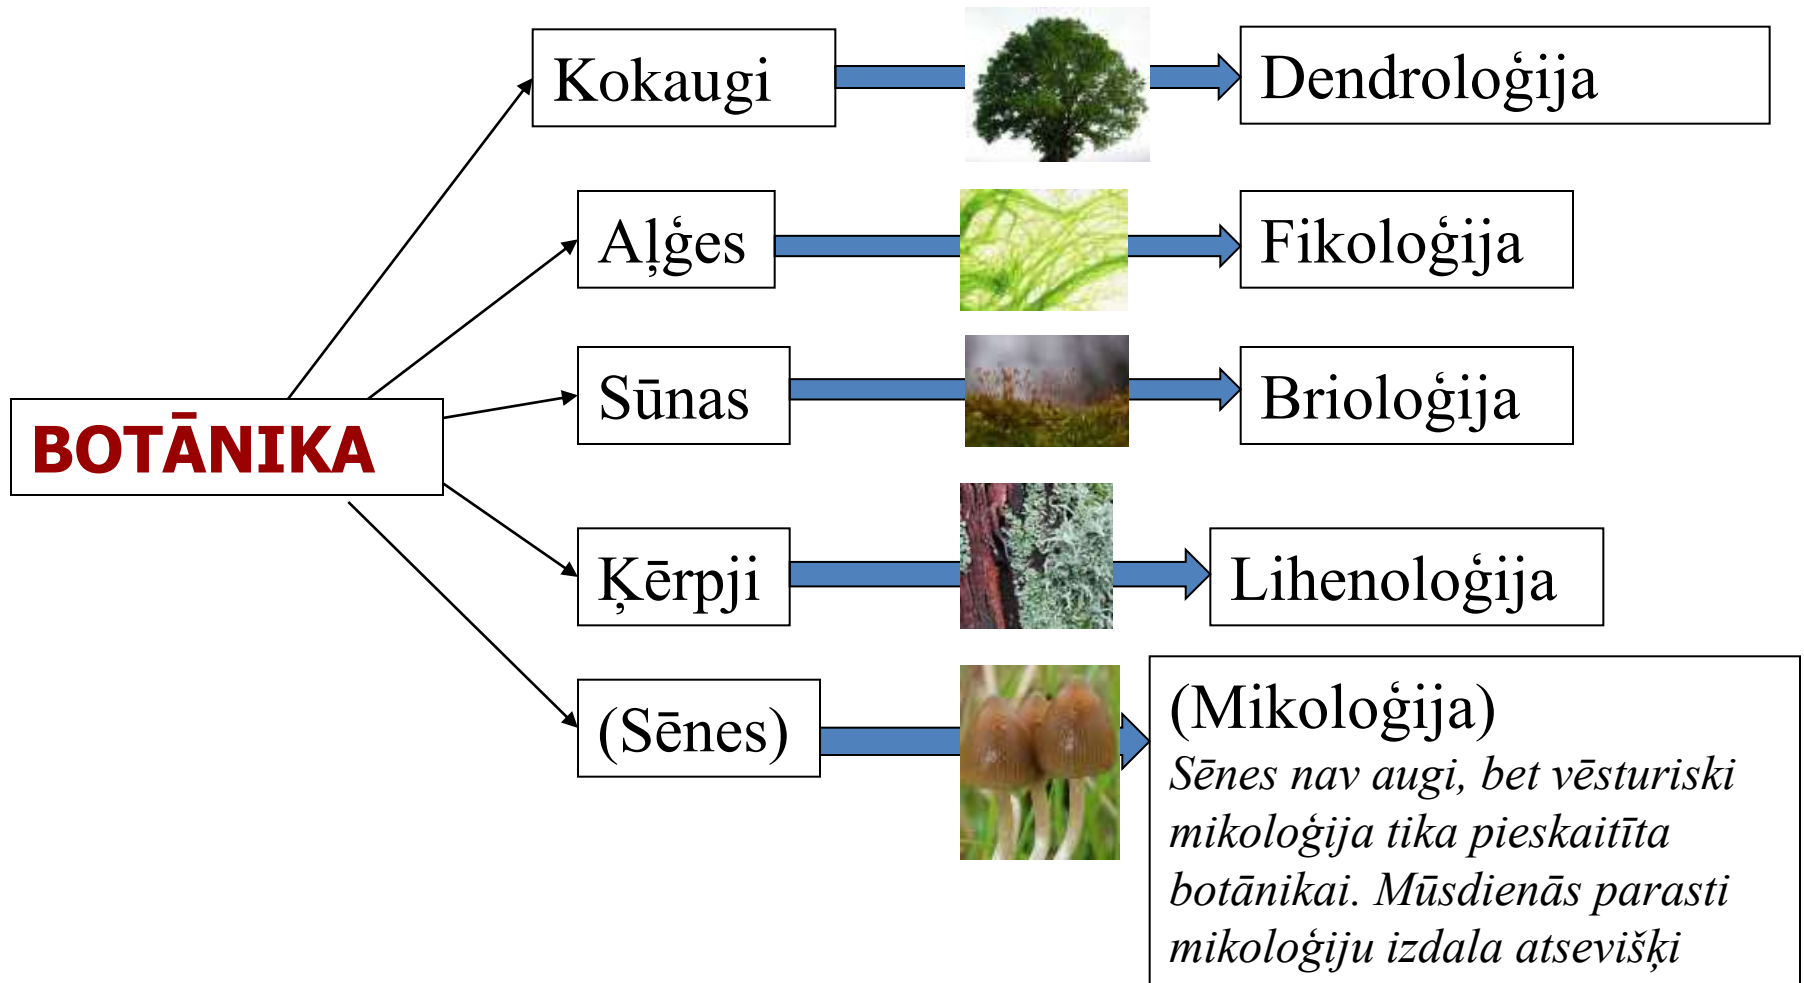 Kokaugi
Dendroloģija
Aļģes
Fikoloģija
Sūnas
Brioloģija
BOTĀNIKA
Ķērpji
Lihenoloģija
(Sēnes)
(Mikoloģija)
Sēnes nav augi, bet vēsturiski
mikoloģija tika pieskaitīta
botānikai. Mūsdienās parasti
mikoloģiju izdala atsevišķi